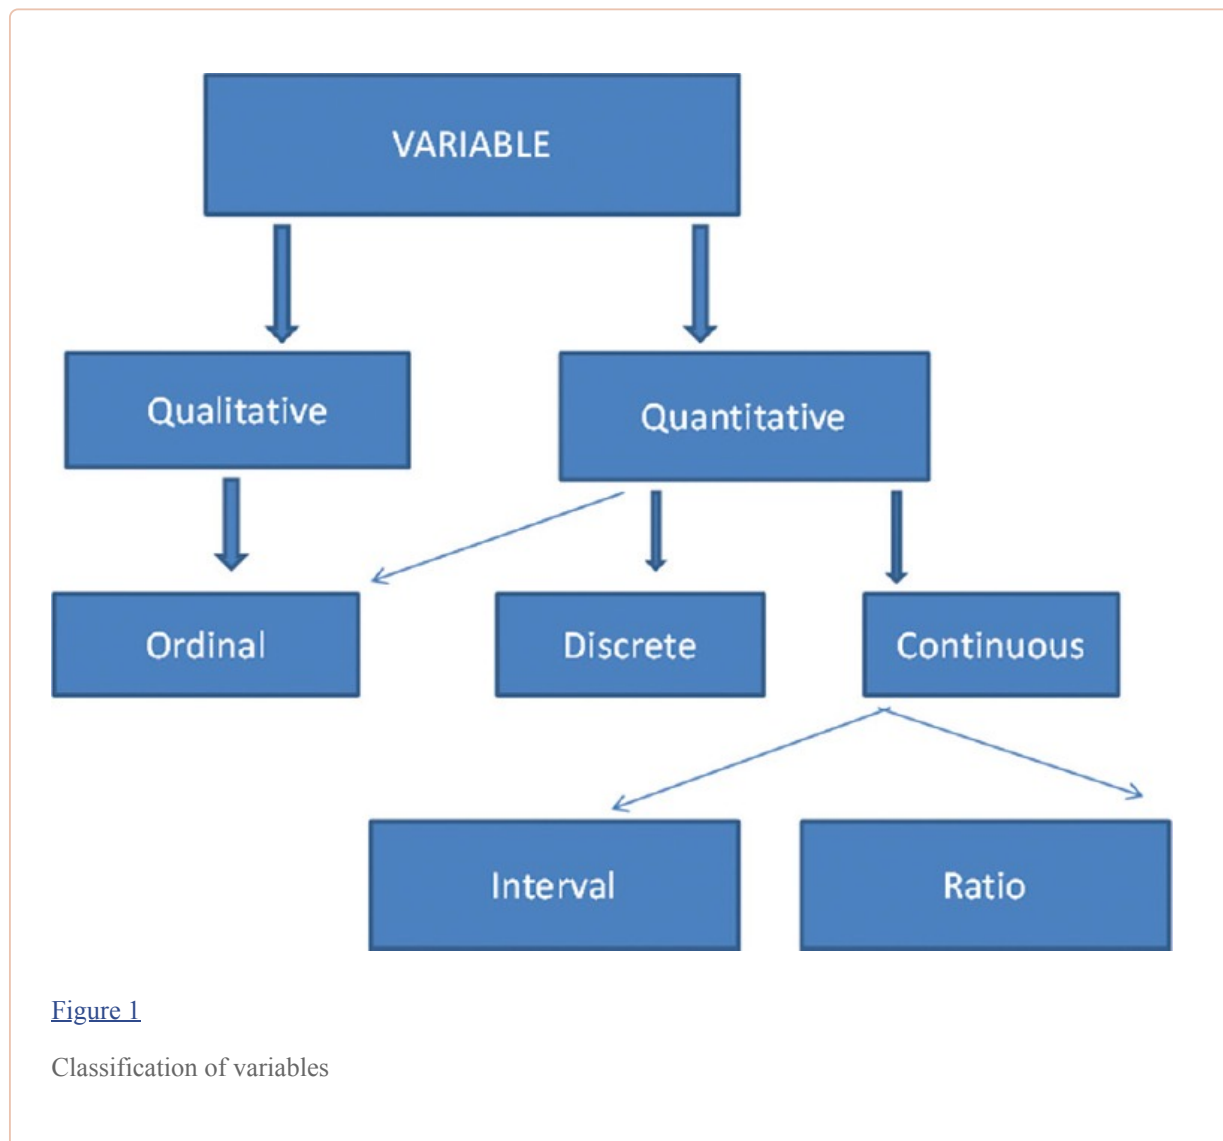 VARIABLE
Qualitative
Quantitative
Ordinal
Discrete
Continuous
Interval
Ratio
Figure 1
Classification of variables